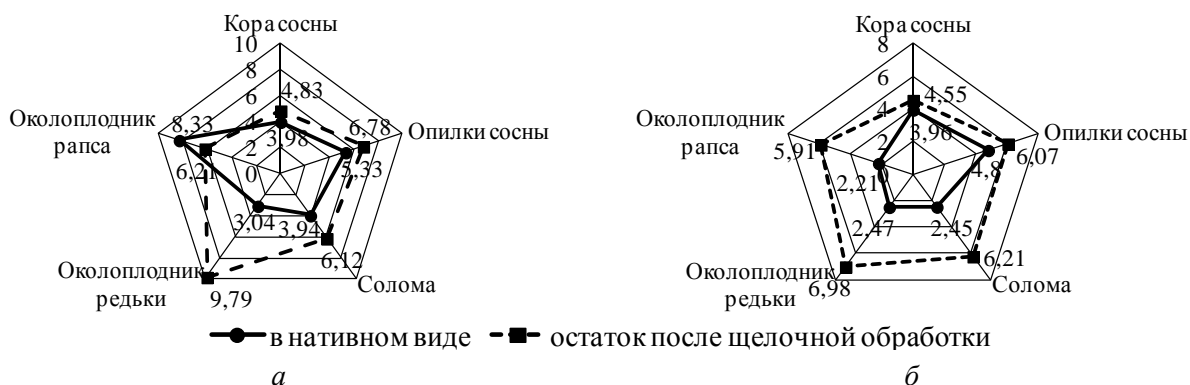 Кора сосны
10
8
6
4
2
0
4,83
3,98
6,78
5,33
Опилки сосны
Околоплодник
рапса
8,33
6,21
3,04
3,94
6,12
Околоплодник
редьки
9,79
Солома
Кора сосны
8
6
4
2
0
4,55
3,96
Опилки сосны
4,8
6,07
Околоплодник
рапса
5,91
2,21
2,47
2,45
6,21
Околоплодник
редьки
6,98
Солома
в нативном виде
остаток после щелочной обработки
а
б